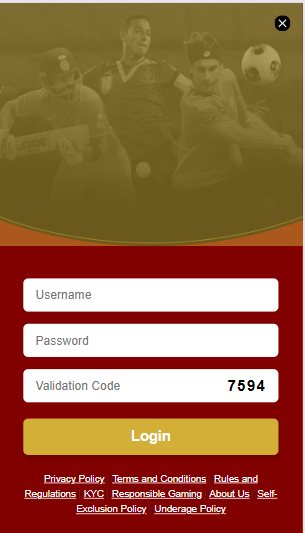 Username
Password
Validation Code 7594
Login
Privacy Policy Terms and Conditions Rules and
Regulations KYC Responsible Gaming About Us Self-
Exclusion Policy Underage Policy